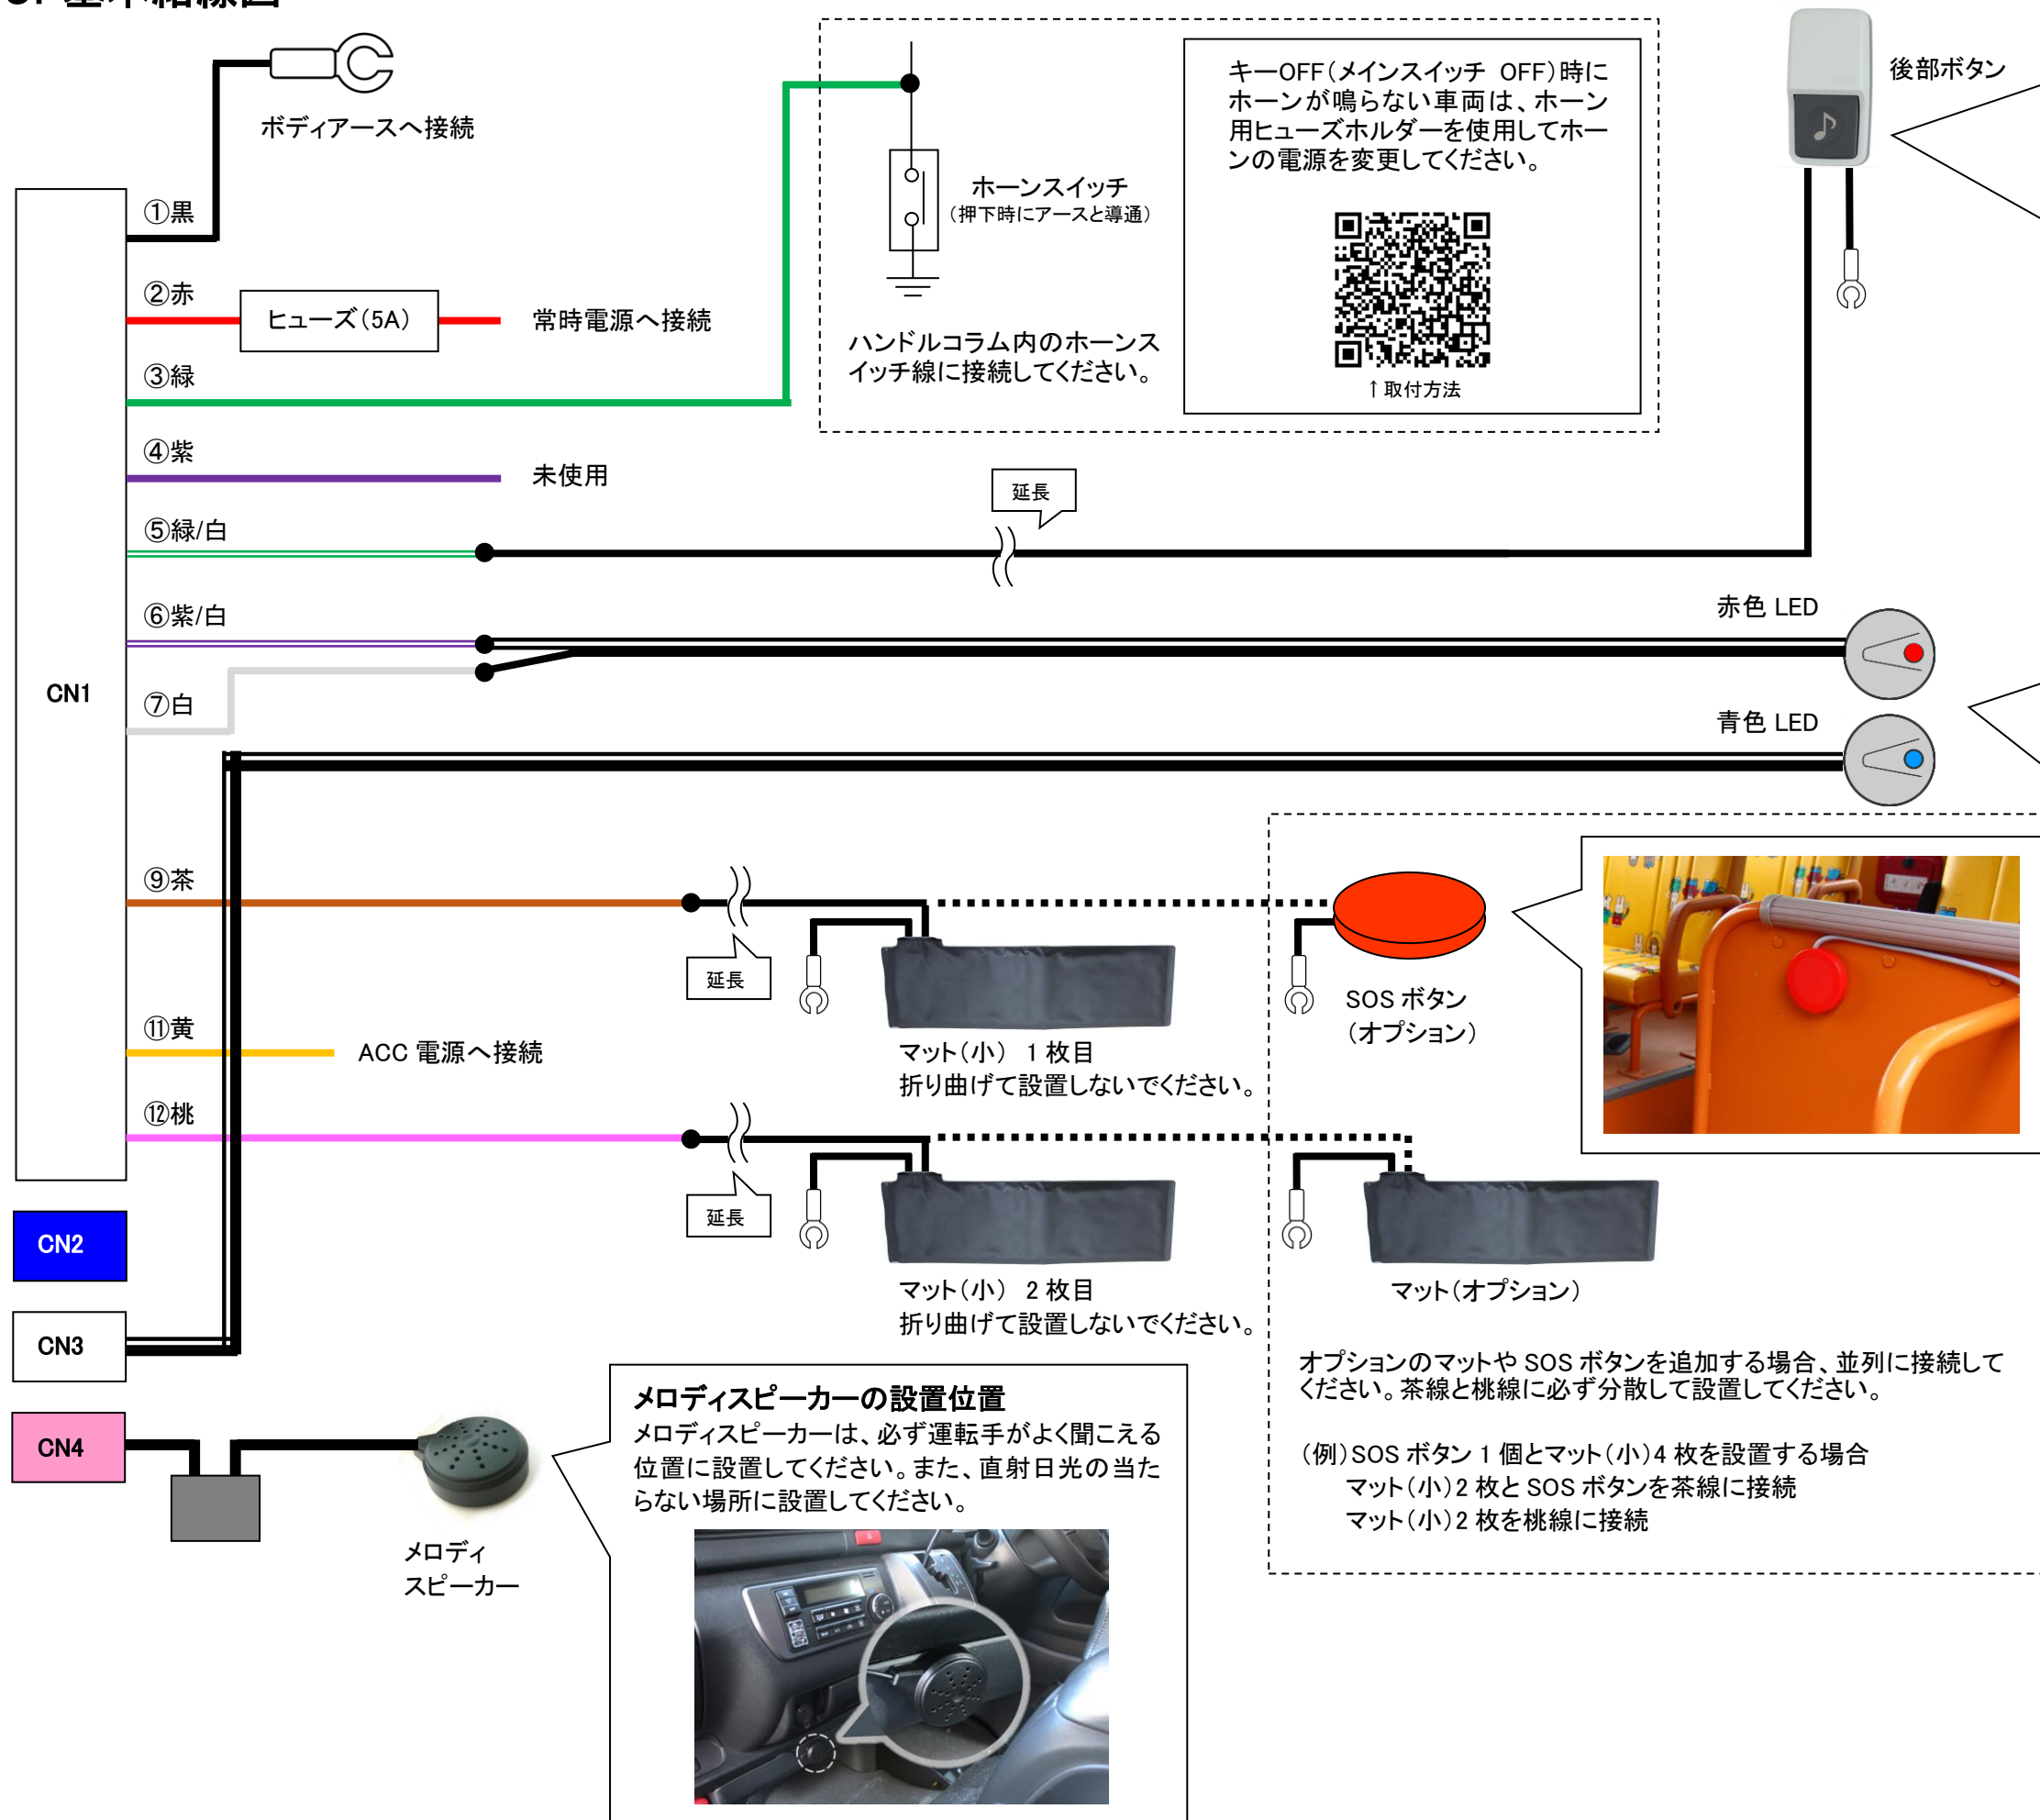 ボディアースへ接続
①黒
②赤
ヒューズ（5A）
常時電源へ接続
③緑
④紫
未使用
⑤緑/白
⑥紫/白
⑦白
CN1
⑨茶
⑪黄
ACC 電源へ接続
⑫桃
CN2
CN3
CN4
ホーンスイッチ
（押下時にアースと導通）
ハンドルコラム内のホーンス
イッチ線に接続してください。
キーOFF（メインスイッチ OFF）時に
ホーンが鳴らない車両は、ホーン
用ヒューズホルダーを使用してホー
ンの電源を変更してください。
↑取付方法
後部ボタン
延長
赤色 LED
青色 LED
延長
マット（小） 1 枚目
折り曲げて設置しないでください。
SOS ボタン
（オプション）
延長
マット（小） 2 枚目
折り曲げて設置しないでください。
マット（オプション）
オプションのマットや SOS ボタンを追加する場合、並列に接続して
ください。茶線と桃線に必ず分散して設置してください。
（例）SOS ボタン 1 個とマット（小）4 枚を設置する場合
マット（小）2 枚と SOS ボタンを茶線に接続
マット（小）2 枚を桃線に接続
メロディ
スピーカー
メロディスピーカーの設置位置
メロディスピーカーは、必ず運転手がよく聞こえる
位置に設置してください。また、直射日光の当た
らない場所に設置してください。